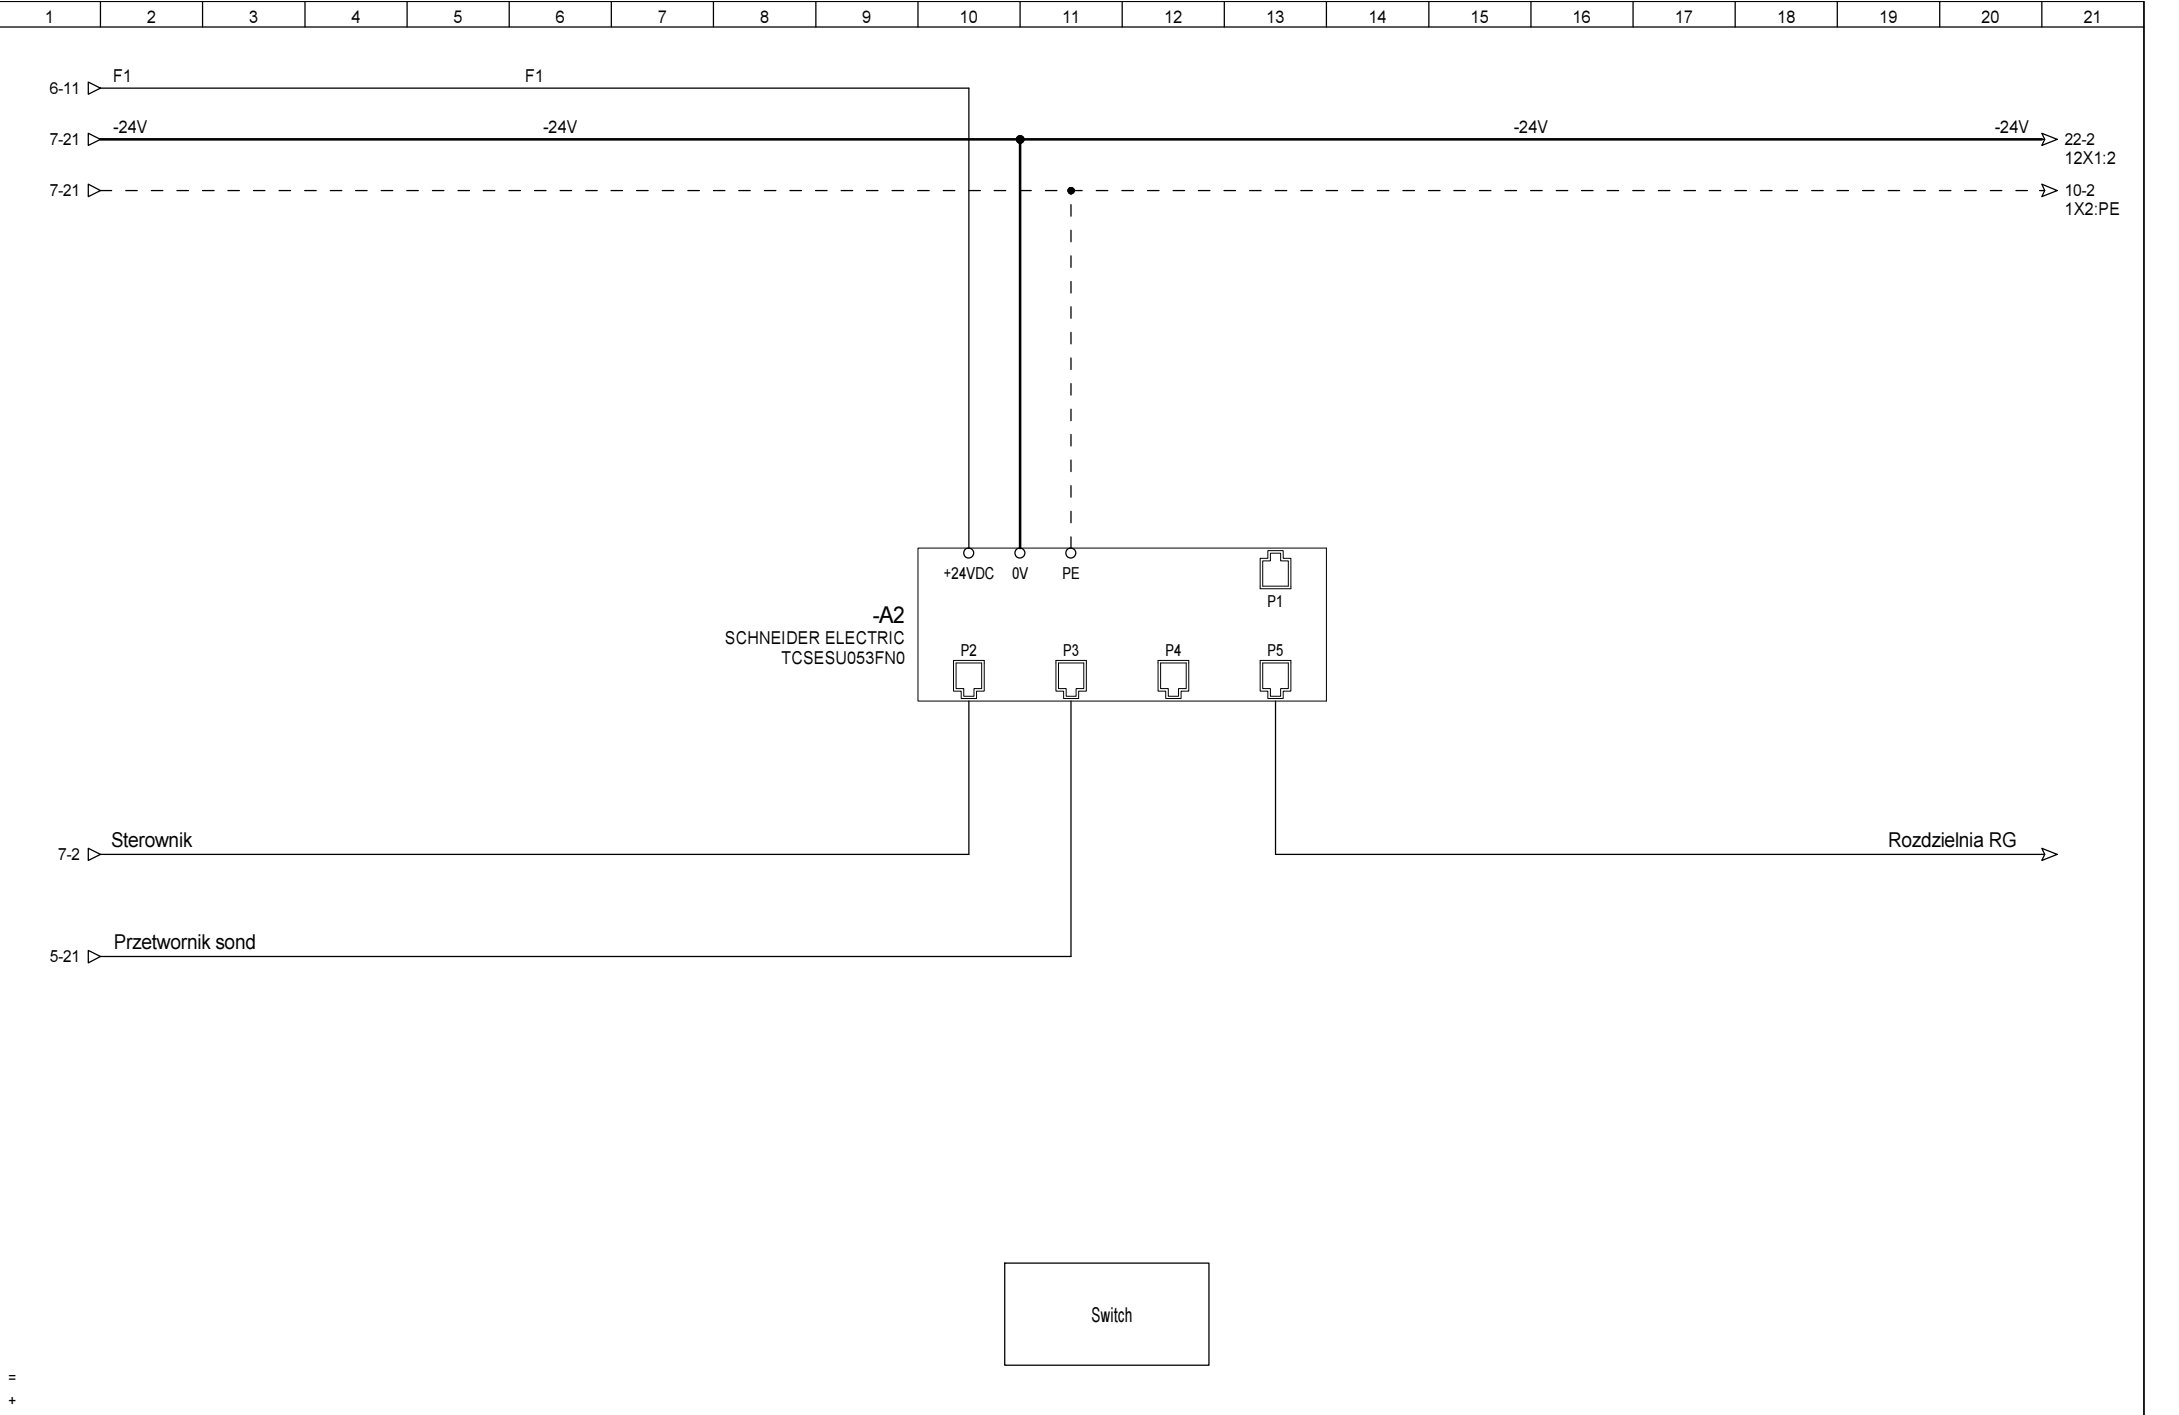 1 2 3 4 5 6 7 8 9 10 11 12 13 14 15 16 17 18 19 20 21
F1 F1
6-11
-24V -24V -24V -24V
7-21 22-2
12X1:2
7-21 10-2
1X2:PE
+24VDC 0V PE
P1
-A2
SCHNEIDER ELECTRIC
TCSESU053FN0
P2 P3 P4 P5
Sterownik Rozdzielnia RG
7-2
Przetwornik sond
5-21
Switch
=
+